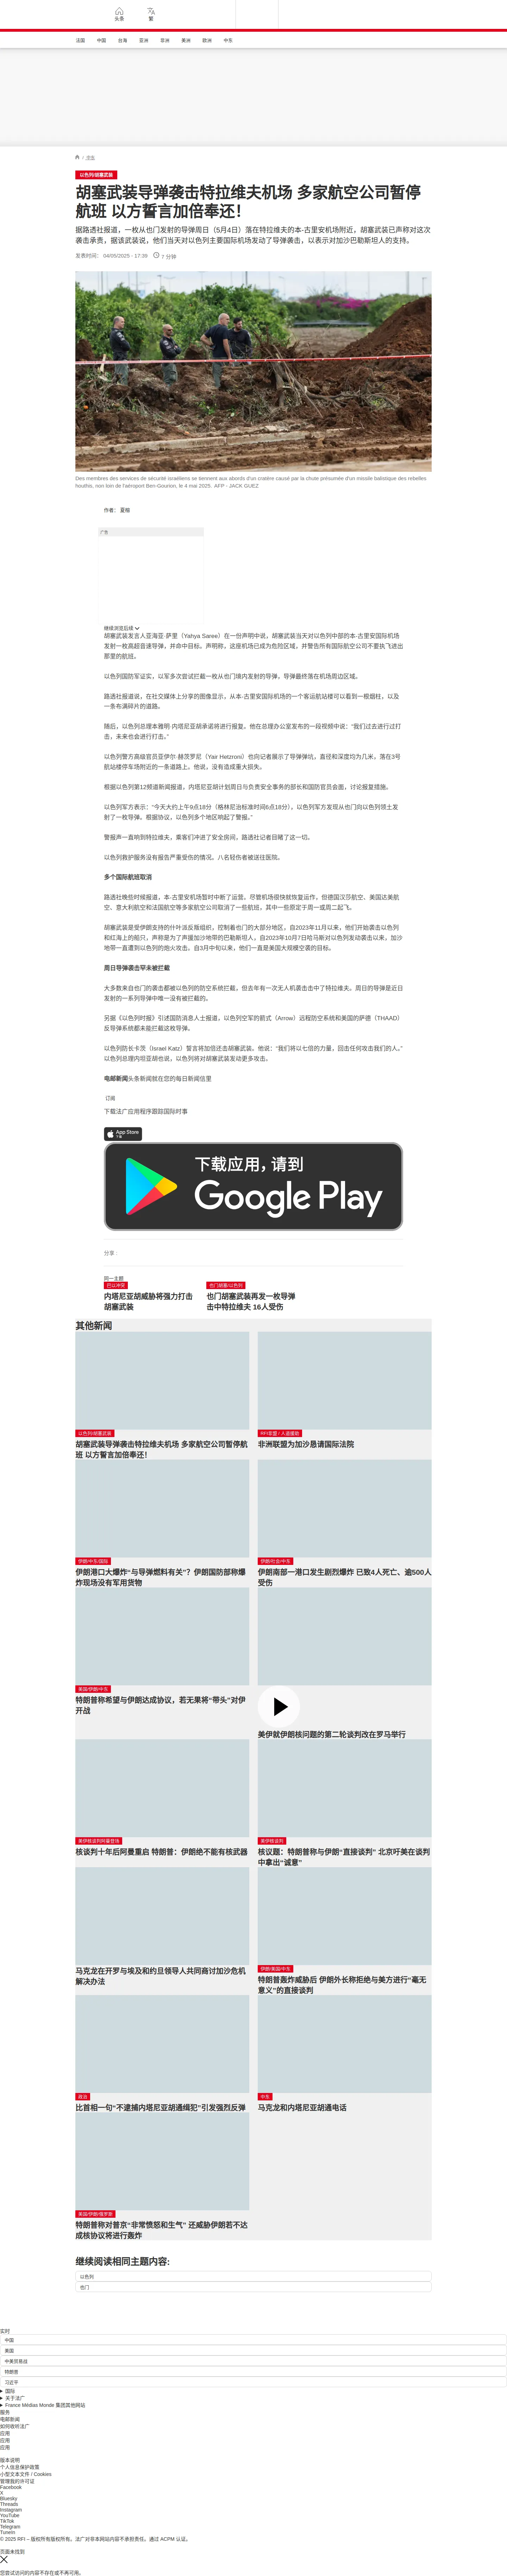 头条
繁
法国
中国
台海
亚洲
非洲
美洲
欧洲
中东
/ 中东
以色列/胡塞武装
胡塞武装导弹袭击特拉维夫机场 多家航空公司暂停航班 以方誓言加倍奉还！
据路透社报道，一枚从也门发射的导弹周日（5月4日）落在特拉维夫的本-古里安机场附近，胡塞武装已声称对这次袭击承责，据该武装说，他们当天对以色列主要国际机场发动了导弹袭击，以表示对加沙巴勒斯坦人的支持。
发表时间： 04/05/2025 - 17:39
7 分钟
Des membres des services de sécurité israéliens se tiennent aux abords d'un cratère causé par la chute présumée d'un missile balistique des rebelles houthis, non loin de l'aéroport Ben-Gourion, le 4 mai 2025. AFP - JACK GUEZ
作者： 夏榕
广告
继续浏览后续
胡塞武装发言人亚海亚·萨里（Yahya Saree）在一份声明中说，胡塞武装当天对以色列中部的本-古里安国际机场发射一枚高超音速导弹，并命中目标。声明称，这座机场已成为危险区域，并警告所有国际航空公司不要执飞进出那里的航班。
以色列国防军证实，以军多次尝试拦截一枚从也门境内发射的导弹，导弹最终落在机场周边区域。
路透社报道说，在社交媒体上分享的图像显示，从本·古里安国际机场的一个客运航站楼可以看到一根烟柱，以及一条布满碎片的道路。
随后，以色列总理本雅明·内塔尼亚胡承诺将进行报复。他在总理办公室发布的一段视频中说：“我们过去进行过打击，未来也会进行打击。”
以色列警方高级官员亚伊尔·赫茨罗尼（Yair Hetzroni）也向记者展示了导弹弹坑，直径和深度均为几米，落在3号航站楼停车场附近的一条道路上。他说，没有造成重大损失。
根据以色列第12频道新闻报道，内塔尼亚胡计划周日与负责安全事务的部长和国防官员会面，讨论报复措施。
以色列军方表示：“今天大约上午9点18分（格林尼治标准时间6点18分），以色列军方发现从也门向以色列领土发射了一枚导弹。根据协议，以色列多个地区响起了警报。”
警报声一直响到特拉维夫，乘客们冲进了安全房间，路透社记者目睹了这一切。
以色列救护服务没有报告严重受伤的情况。八名轻伤者被送往医院。
多个国际航班取消
路透社晚些时候报道，本-古里安机场暂时中断了运营。尽管机场很快就恢复运作，但德国汉莎航空、美国达美航空、意大利航空和法国航空等多家航空公司取消了一些航班，其中一些原定于周一或周二起飞。
胡塞武装是受伊朗支持的什叶派反叛组织，控制着也门的大部分地区，自2023年11月以来，他们开始袭击以色列和红海上的船只，声称是为了声援加沙地带的巴勒斯坦人，自2023年10月7日哈马斯对以色列发动袭击以来，加沙地带一直遭到以色列的炮火攻击。自3月中旬以来，他们一直是美国大规模空袭的目标。
周日导弹袭击罕未被拦截
大多数来自也门的袭击都被以色列的防空系统拦截，但去年有一次无人机袭击击中了特拉维夫。周日的导弹是近日发射的一系列导弹中唯一没有被拦截的。
另据《以色列时报》引述国防消息人士报道，以色列空军的箭式（Arrow）远程防空系统和美国的萨德（THAAD）反导弹系统都未能拦截这枚导弹。
以色列防长卡茨（Israel Katz）誓言将加倍还击胡塞武装。他说：“我们将以七倍的力量，回击任何攻击我们的人。”以色列总理内坦亚胡也说，以色列将对胡塞武装发动更多攻击。
电邮新闻头条新闻就在您的每日新闻信里
订阅
下载法广应用程序跟踪国际时事
App Store
下载应用，请到
Google Play
分享 :
同一主题
巴以冲突
内塔尼亚胡威胁将强力打击胡塞武装
也门胡塞/以色列
也门胡塞武装再发一枚导弹击中特拉维夫 16人受伤
其他新闻
以色列/胡塞武装
胡塞武装导弹袭击特拉维夫机场 多家航空公司暂停航班 以方誓言加倍奉还！
非洲联盟为加沙恳请国际法院
伊朗/中东/国际
伊朗港口大爆炸“与导弹燃料有关”？伊朗国防部称爆炸现场没有军用货物
伊朗/社会/中东
伊朗南部一港口发生剧烈爆炸 已致4人死亡、逾500人受伤
美国/伊朗/中东
特朗普称希望与伊朗达成协议，若无果将“带头”对伊开战
美伊就伊朗核问题的第二轮谈判改在罗马举行
美伊核谈判阿曼登场
核谈判十年后阿曼重启 特朗普：伊朗绝不能有核武器
美伊核谈判
核议题：特朗普称与伊朗“直接谈判” 北京吁美在谈判中拿出“诚意”
马克龙在开罗与埃及和约旦领导人共同商讨加沙危机解决办法
伊朗/美国/中东
特朗普轰炸威胁后 伊朗外长称拒绝与美方进行“毫无意义”的直接谈判
政治
比首相一句“不逮捕内塔尼亚胡通缉犯”引发强烈反弹
中东
马克龙和内塔尼亚胡通电话
美国/伊朗/俄罗斯
特朗普称对普京“非常愤怒和生气” 还威胁伊朗若不达成核协议将进行轰炸
继续阅读相同主题内容:
以色列
也门
实时
中国
美国
中美贸易战
特朗普
习近平
国际
关于法广
France Médias Monde 集团其他网站
服务
电邮新闻
如何收听法广
应用
应用
应用
版本说明
个人信息保护政策
小型文本文件 / Cookies
管理我的许可证
Facebook
X
Bluesky
Threads
Instagram
YouTube
TikTok
Telegram
TuneIn
© 2025 RFI – 版权所有版权所有。法广对非本网站内容不承担责任。通过 ACPM 认证。
页面未找到
您尝试访问的内容不存在或不再可用。